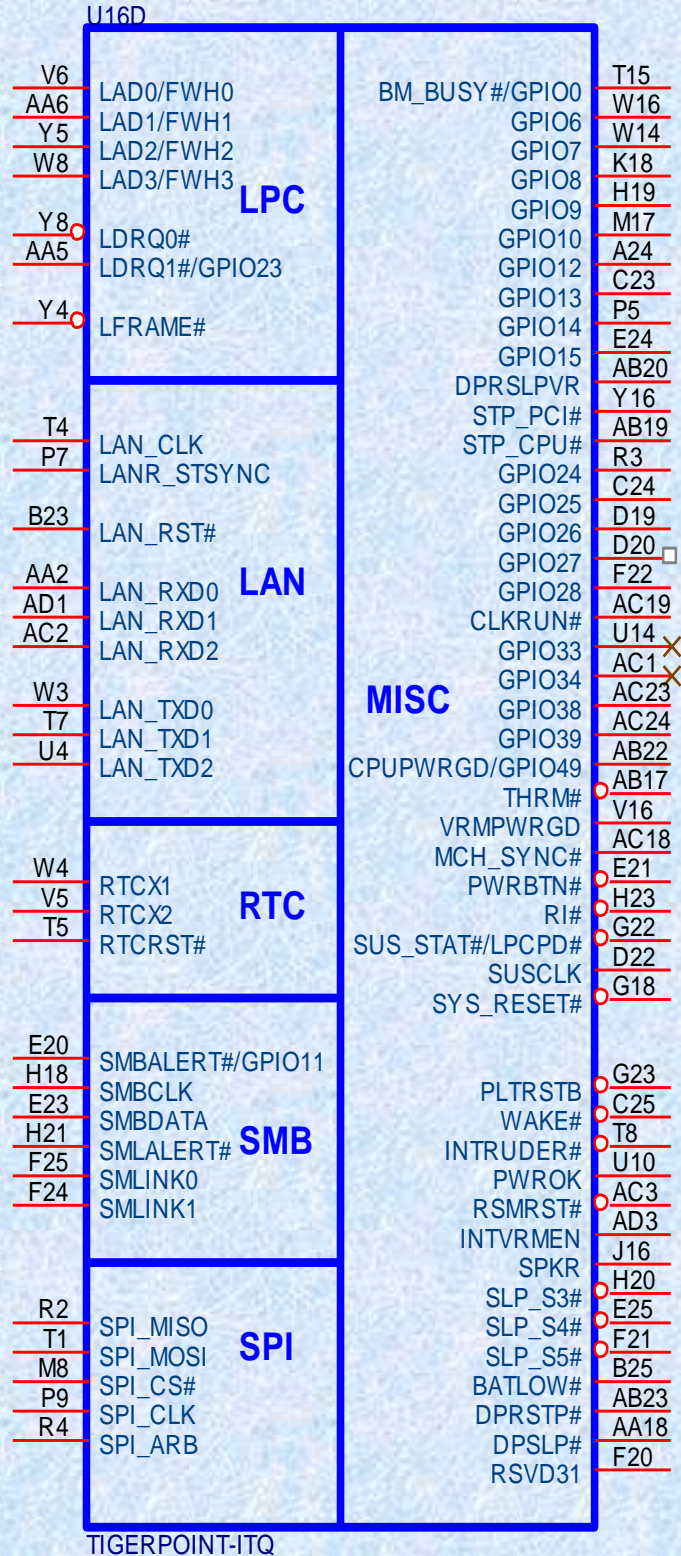 U16D
V6 LAD0/FWH0
AA6 LAD1/FWH1
Y5 LAD2/FWH2
W8 LAD3/FWH3
LPC
Y8 LDRQ0#
AA5 LDRQ1#/GPIO23
Y4 LFRAME#
T4 LAN_CLK
P7 LANR_STSYNC
B23 LAN_RST#
LAN
AA2 LAN_RXD0
AD1 LAN_RXD1
AC2 LAN_RXD2
W3 LAN_TXD0
T7 LAN_TXD1
U4 LAN_TXD2
W4 RTCX1
V5 RTCX2
RTC
T5 RTCRST#
E20 SMBALERT#/GPIO11
H18 SMBCLK
E23 SMBDATA
H21 SMLALERT#
SMB
F25 SMLINK0
F24 SMLINK1
R2 SPI_MISO
T1 SPI_MOSI
SPI
M8 SPI_CS#
P9 SPI_CLK
R4 SPI_ARB
BM_BUSY#/GPIO0 T15
GPIO6 W16
GPIO7 W14
GPIO8 K18
GPIO9 H19
GPIO10 M17
GPIO12 A24
GPIO13 C23
GPIO14 P5
GPIO15 E24
DPRSLPVR AB20
STP_PCI# Y16
STP_CPU# AB19
GPIO24 R3
GPIO25 C24
GPIO26 D19
GPIO27 D20
GPIO28 F22
CLKRUN# AC19
GPIO33 U14
GPIO34 AC1
MISC
GPIO38 AC23
GPIO39 AC24
CPUPWRGD/GPIO49 AB22
THRM# AB17
VRMPWRGD V16
MCH_SYNC# AC18
PWRBTN# E21
RI# H23
SUS_STAT#/LPCPD# G22
SUSCLK D22
SYS_RESET# G18
PLTRSTB G23
WAKE# C25
INTRUDER# T8
PWROK U10
RSMRST# AC3
INTVRMEN AD3
SPKR J16
SLP_S3# H20
SLP_S4# E25
SLP_S5# F21
BATLOW# B25
DPRSTP# AB23
DPSLP# AA18
RSVD31 F20
TIGERPOINT-ITQ